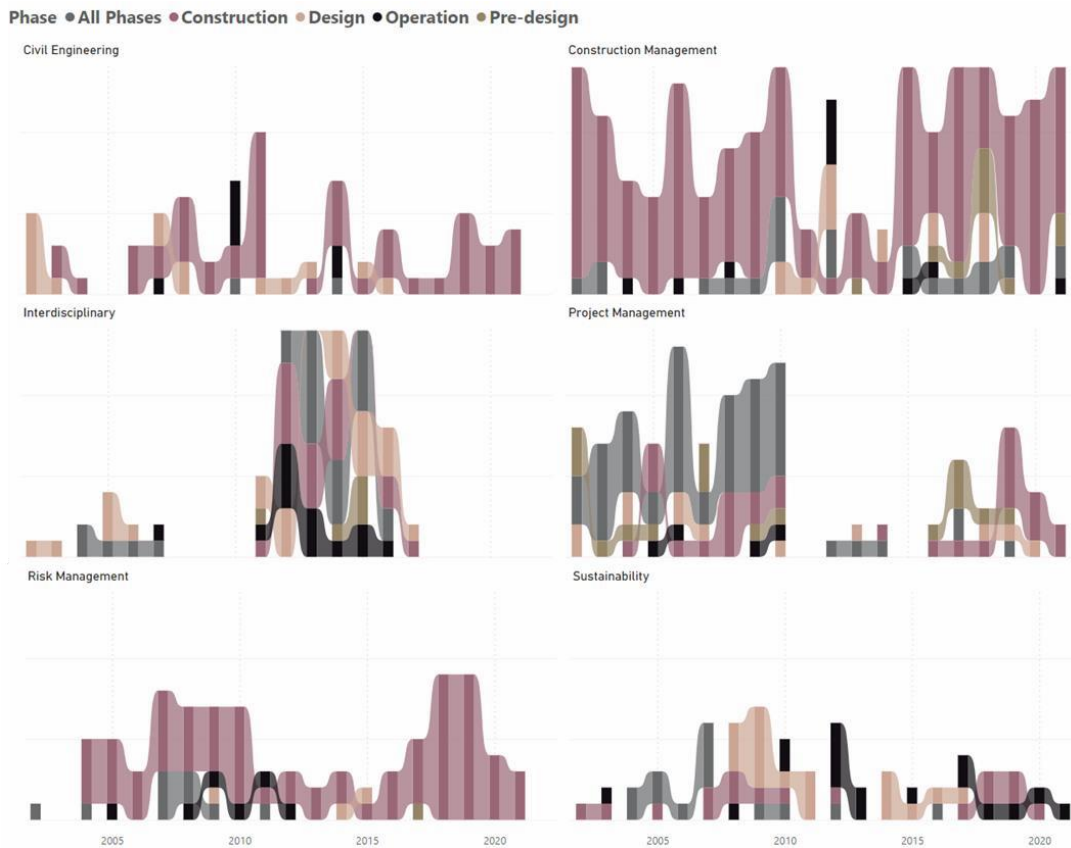 Phase All Phases Construction Design Operation Pre-design
Civil Engineering
Construction Management
Interdisciplinary
Project Management
Risk Management
Sustainability
2005 2010 2015 2020 2005 2010 2015 2020